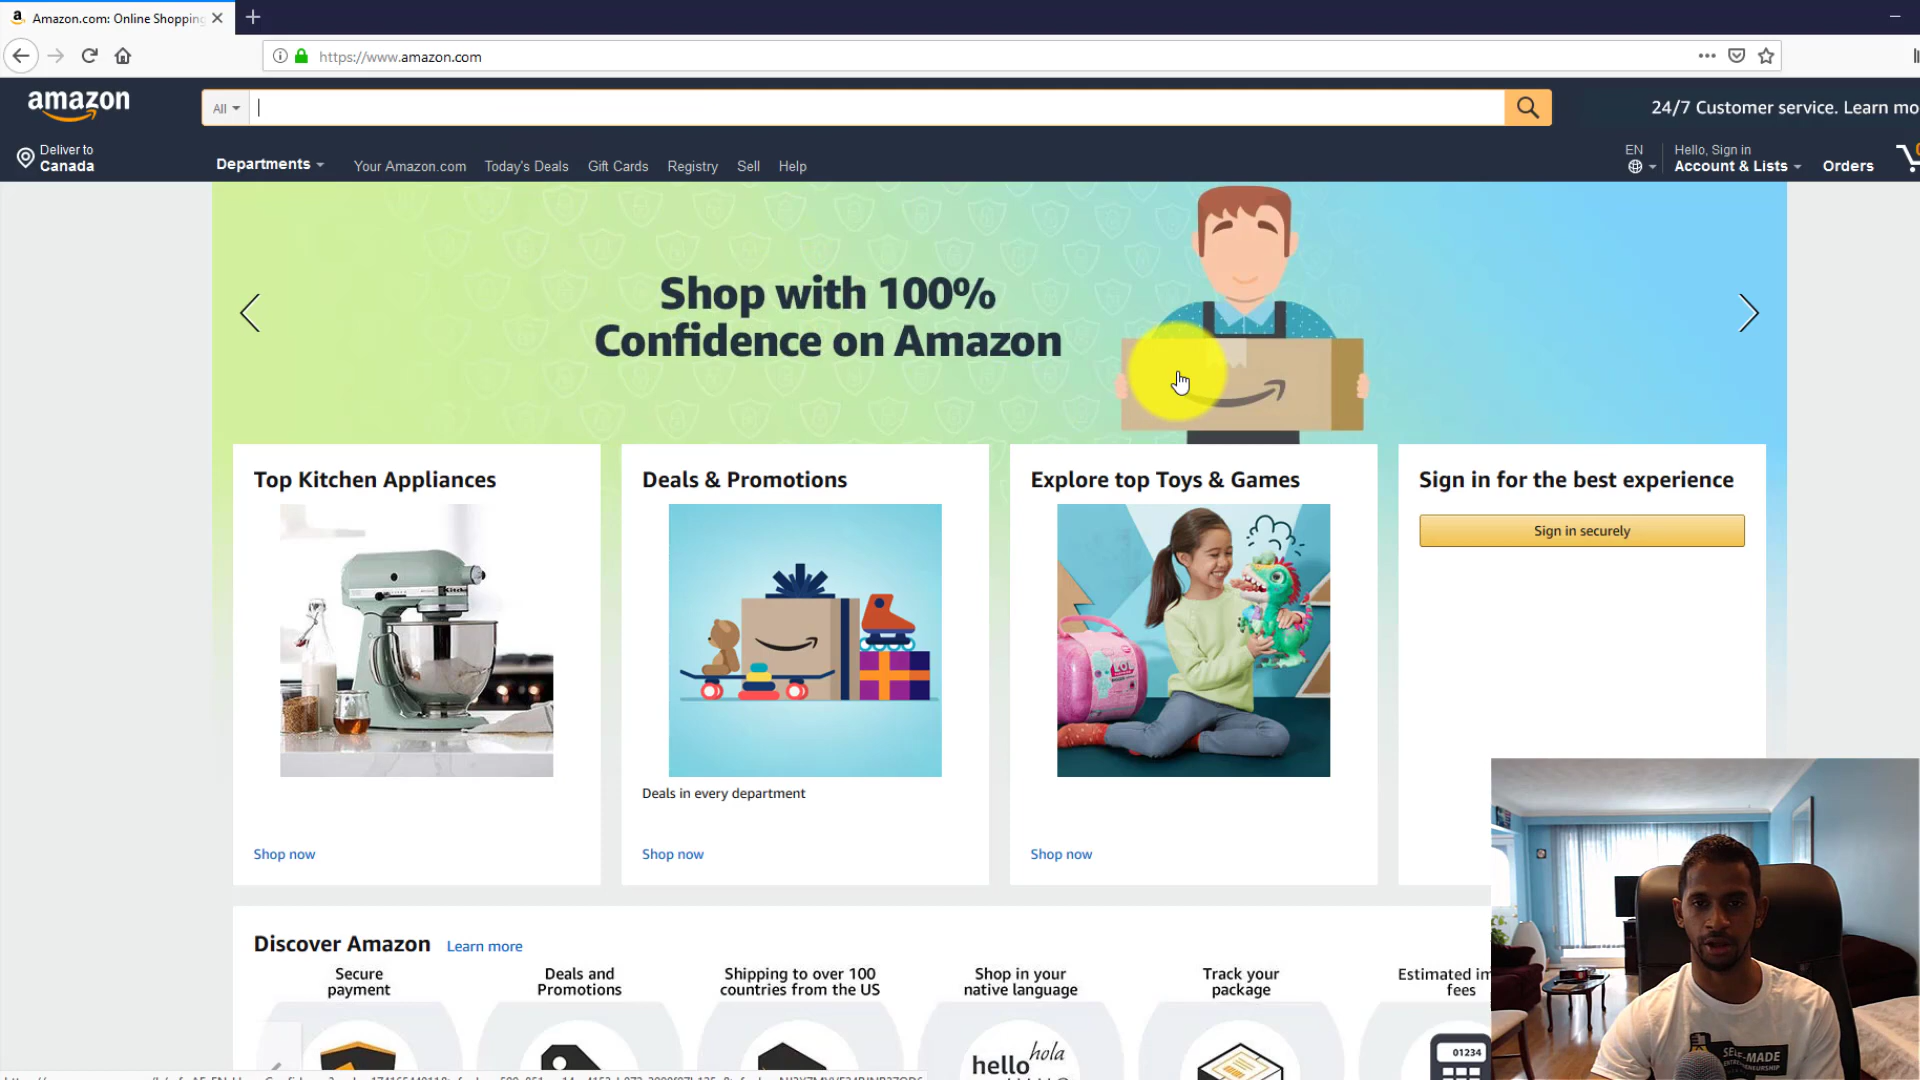 Amazon.com: Online Shopping
https://www.amazon.com
amazon
All
24/7 Customer service. Learn mo
Deliver to
Canada
Departments
Your Amazon.com
Today's Deals
Gift Cards
Registry
Sell
Help
EN
Hello, Sign in
Account & Lists
Orders
Shop with 100%
Confidence on Amazon
Top Kitchen Appliances
Deals & Promotions
Explore top Toys & Games
Sign in for the best experience
Sign in securely
Deals in every department
Shop now
Shop now
Shop now
Discover Amazon
Learn more
Secure
payment
Deals and
Promotions
Shipping to over 100
countries from the US
Shop in your
native language
Track your
package
Estimated im
fees
hello
hola
01234
SELF-MADE